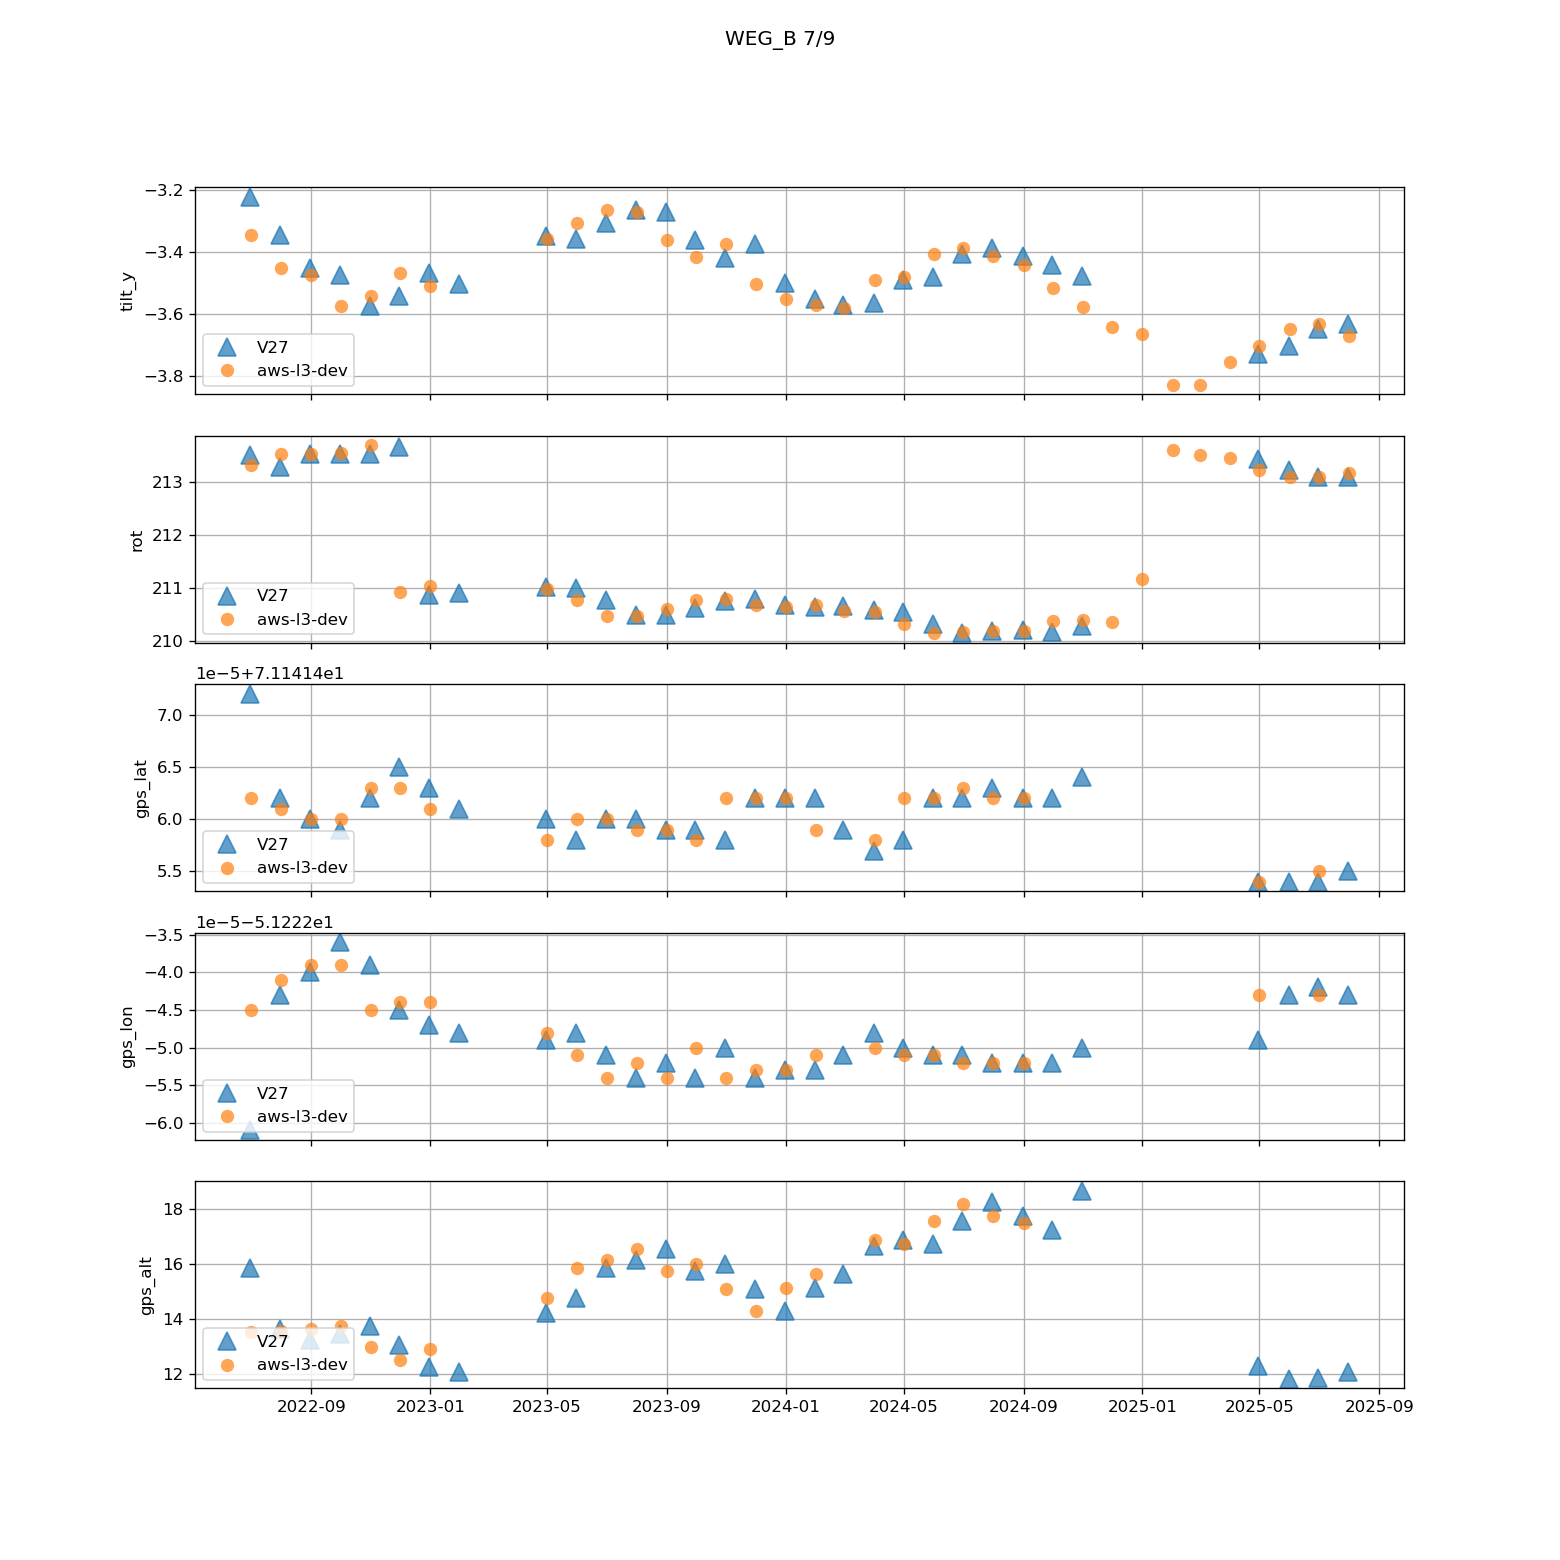 WEG_B 7/9
−3.2
−3.4
−3.6
−3.8
tilt_y
V27
aws-l3-dev
213
212
211
210
rot
V27
aws-l3-dev
1e−5+7.11414e1
7.0
6.5
6.0
5.5
gps_lat
V27
aws-l3-dev
1e−5−5.1222e1
−3.5
−4.0
−4.5
−5.0
−5.5
−6.0
gps_lon
V27
aws-l3-dev
18
16
14
12
gps_alt
V27
aws-l3-dev
2022-09 2023-01 2023-05 2023-09 2024-01 2024-05 2024-09 2025-01 2025-05 2025-09